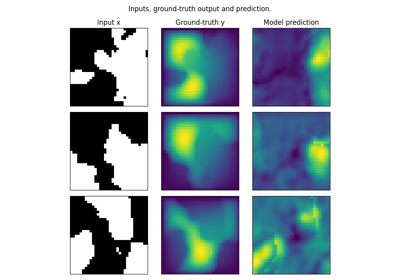 Inputs, ground-truth output and prediction.
Input x
Ground-truth y
Model prediction